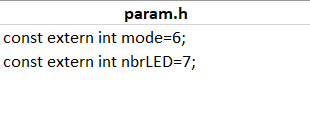 param.h
const extern int mode=6;
const extern int nbrLED=7;